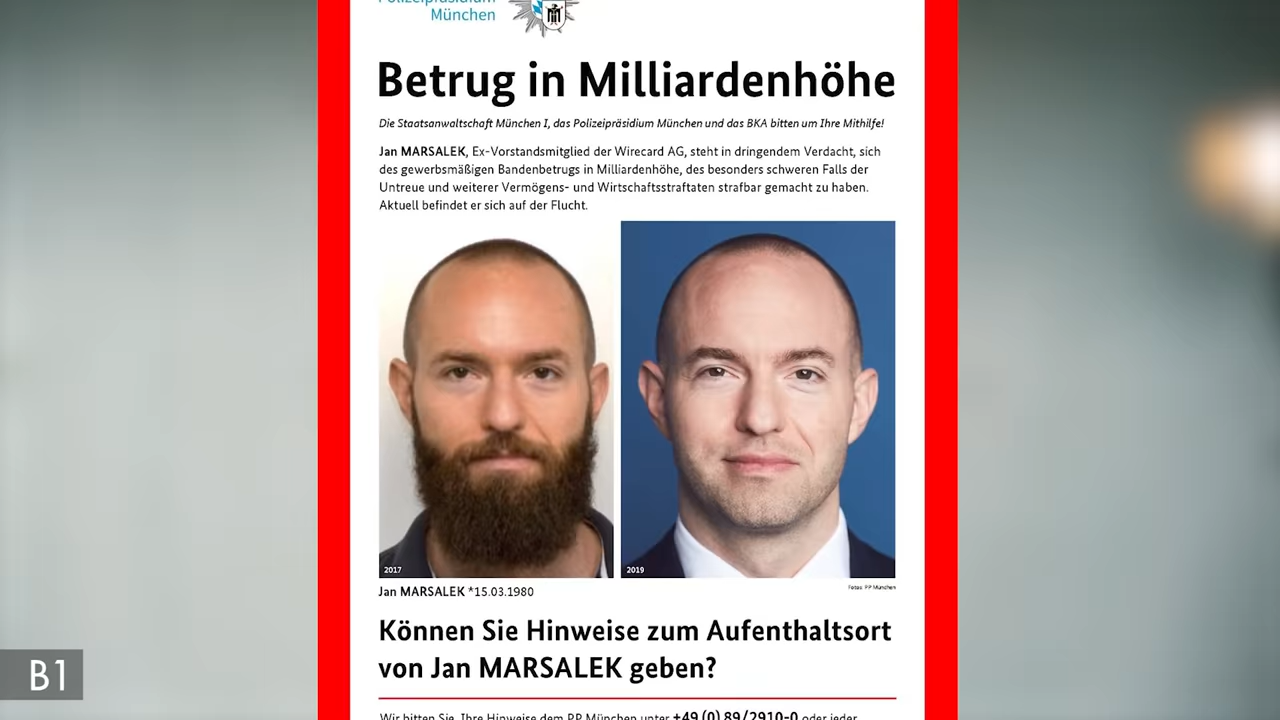 Polizeipräsidium
München
Betrug in Milliardenhöhe
Die Staatsanwaltschaft München I, das Polizeipräsidium München und das BKA bitten um Ihre Mithilfe!
Jan MARSALEK, Ex-Vorstandsmitglied der Wirecard AG, steht in dringendem Verdacht, sich
des gewerbsmäßigen Bandenbetrugs in Milliardenhöhe, des besonders schweren Falls der
Untreue und weiterer Vermögens- und Wirtschaftsstraftaten strafbar gemacht zu haben.
Aktuell befindet er sich auf der Flucht.
2017
2019
Fotos: PP München
Jan MARSALEK *15.03.1980
Können Sie Hinweise zum Aufenthaltsort
von Jan MARSALEK geben?
Wir bitten Sie, Ihre Hinweise dem PP München unter +49 (0) 89/2910-0 oder jeder
B1